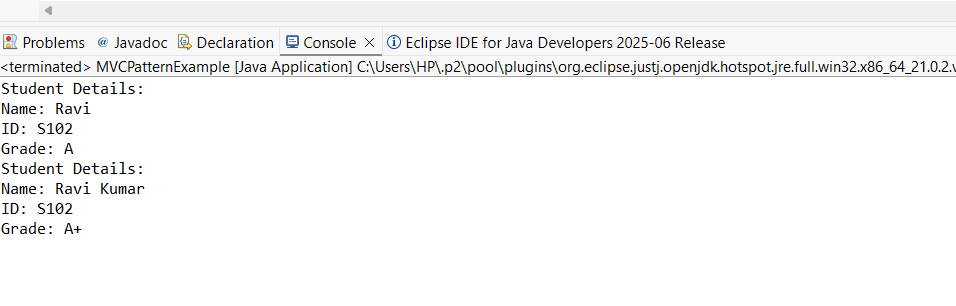 Problems @ Javadoc Declaration Console Eclipse IDE for Java Developers 2025-06 Release
<terminated> MVCPatternExample [Java Application] C:\Users\HP\.p2\pool\plugins\org.eclipse.justj.openjdk.hotspot.jre.full.win32.x86_64_21.0.2.v
Student Details:
Name: Ravi
ID: S102
Grade: A
Student Details:
Name: Ravi Kumar
ID: S102
Grade: A+